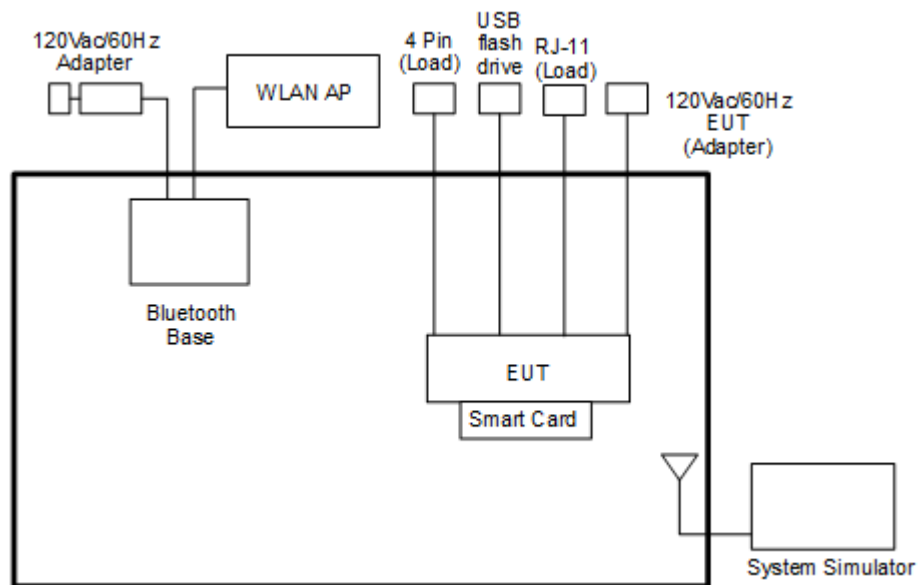 120Vac/60Hz
Adapter
WLAN AP
4 Pin
(Load)
USB
flash
drive
RJ-11
(Load)
120Vac/60Hz
EUT
(Adapter)
Bluetooth
Base
EUT
Smart Card
System Simulator